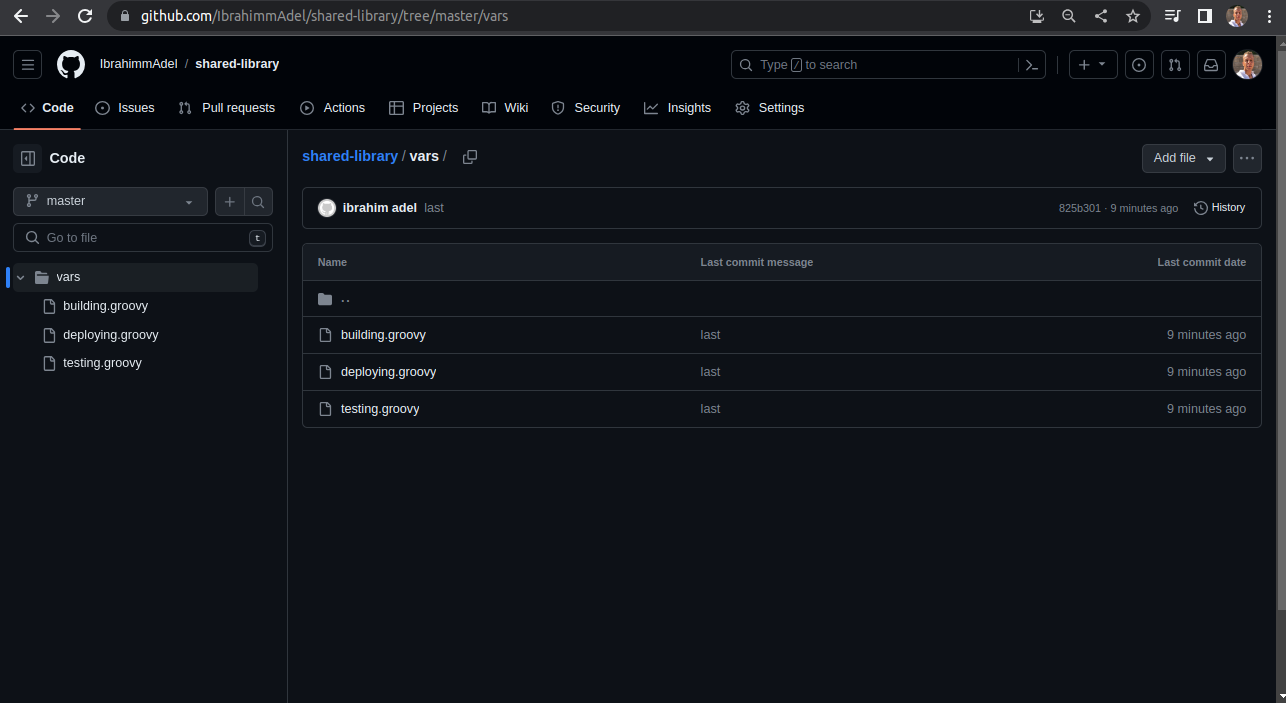 github.com/IbrahimmAdel/shared-library/tree/master/vars
IbrahimmAdel / shared-library
Type / to search
Code Issues Pull requests Actions Projects Wiki Security Insights Settings
Code
master
Go to file
t
vars
building.groovy
deploying.groovy
testing.groovy
shared-library / vars /
Add file
ibrahim adel last
825b301 · 9 minutes ago
History
Name Last commit message Last commit date
..
building.groovy last 9 minutes ago
deploying.groovy last 9 minutes ago
testing.groovy last 9 minutes ago